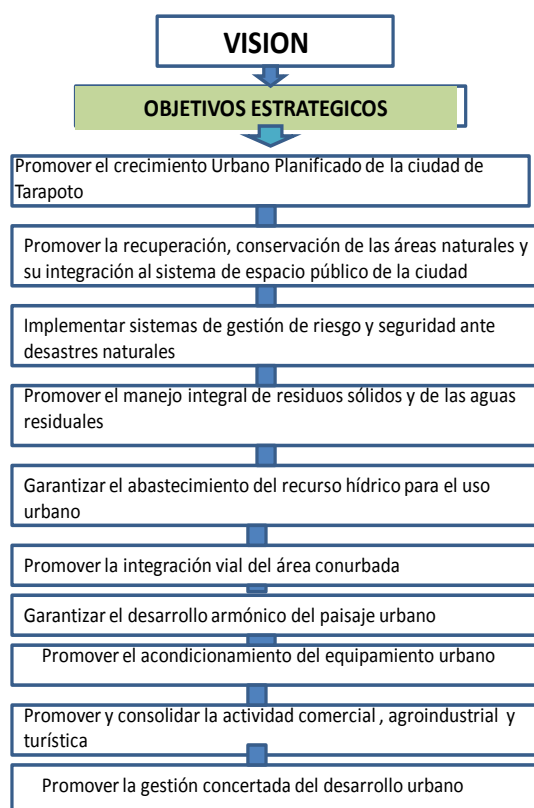 VISION
OBJETIVOS ESTRATEGICOS
Promover el crecimiento Urbano Planificado de la ciudad de
Tarapoto
Promover la recuperación, conservación de las áreas naturales y
su integración al sistema de espacio público de la ciudad
Implementar sistemas de gestión de riesgo y seguridad ante
desastres naturales
Promover el manejo integral de residuos sólidos y de las aguas
residuales
Garantizar el abastecimiento del recurso hídrico para el uso
urbano
Promover la integración vial del área conurbada
Garantizar el desarrollo armónico del paisaje urbano
Promover el acondicionamiento del equipamiento urbano
Promover y consolidar la actividad comercial , agroindustrial y
turística
Promover la gestión concertada del desarrollo urbano